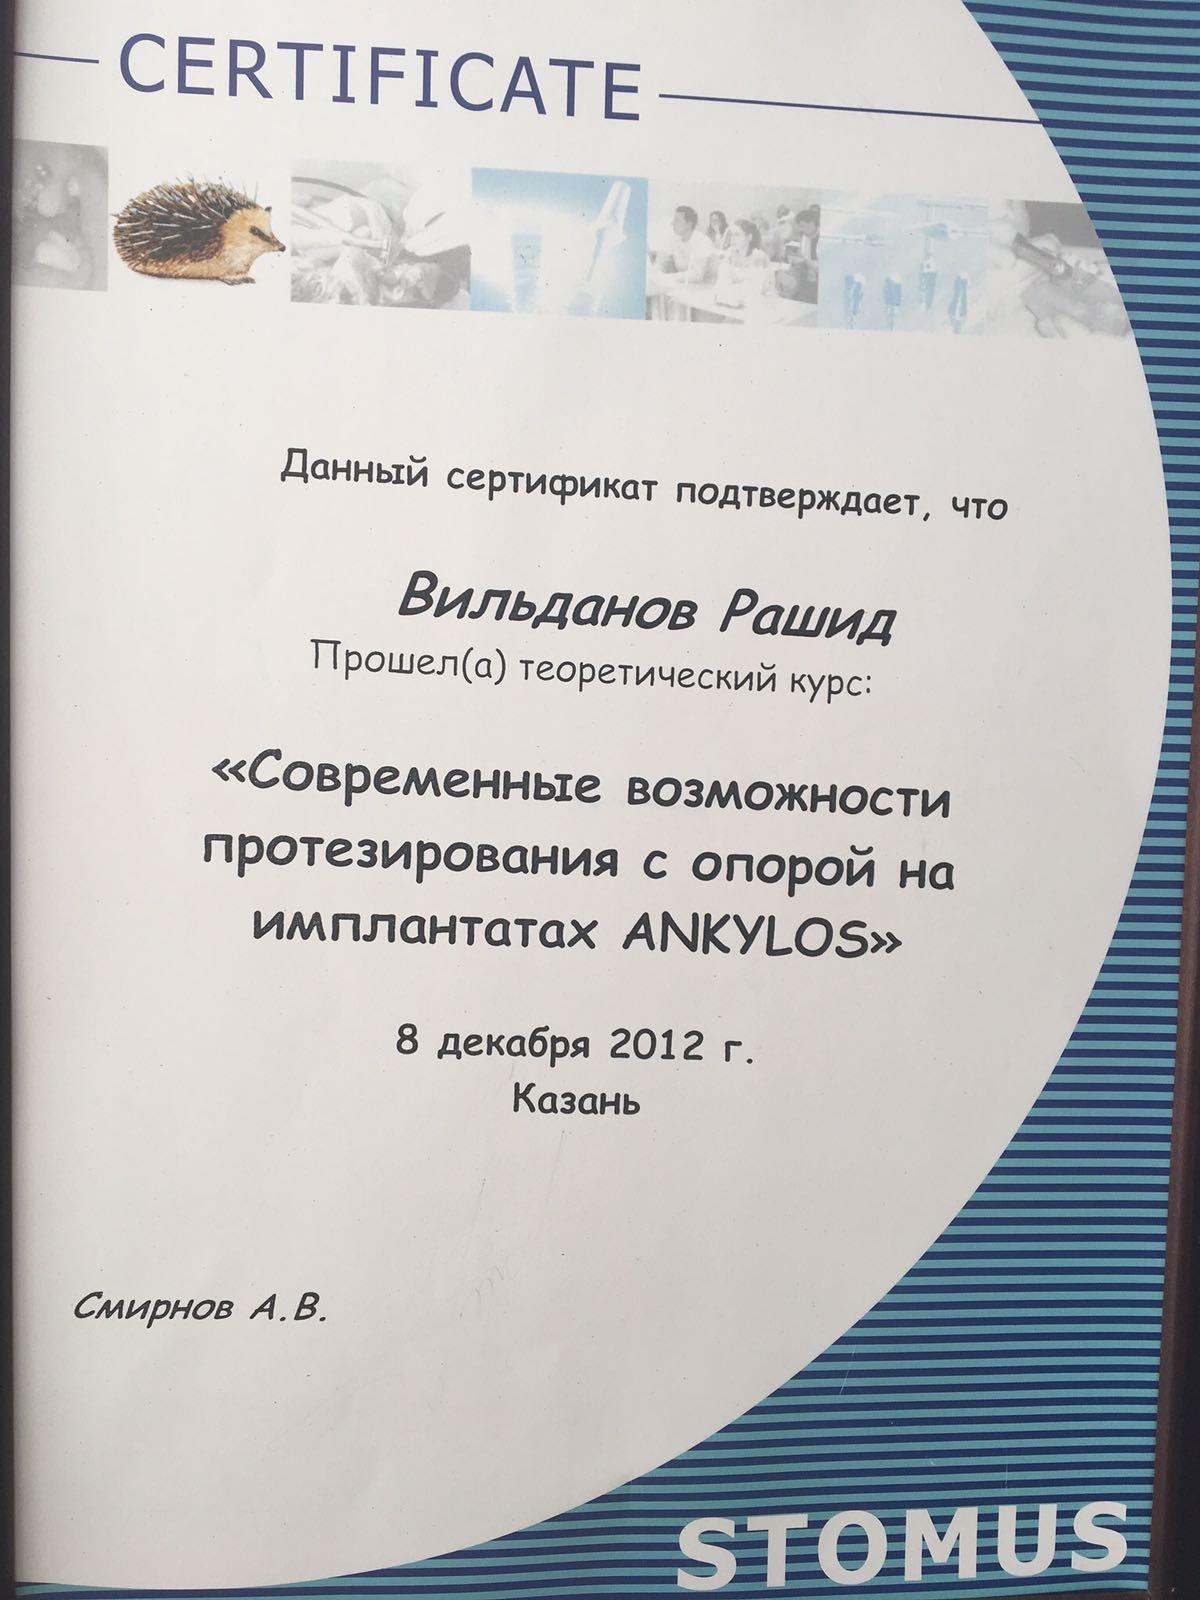 CERTIFICATE
Данный сертификат подтверждает, что
Вильданов Рашид
Прошел(а) теоретический курс:
«Современные возможности
протезирования с опорой на
имплантатах ANKYLOS»
8 декабря 2012 г.
Казань
Смирнов А.В.
STOMUS